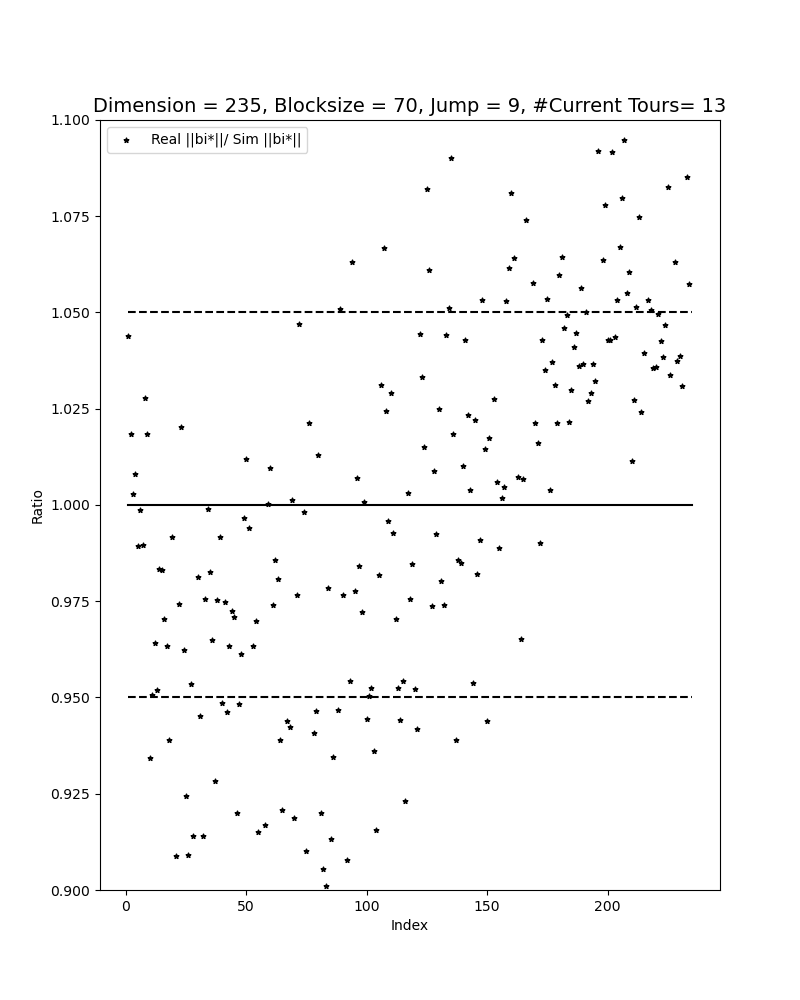 Dimension = 235, Blocksize = 70, Jump = 9, #Current Tours= 13
Real ||bi*||/ Sim ||bi*||
1.100
1.075
1.050
1.025
1.000
0.975
0.950
0.925
0.900
Ratio
0 50 100 150 200
Index